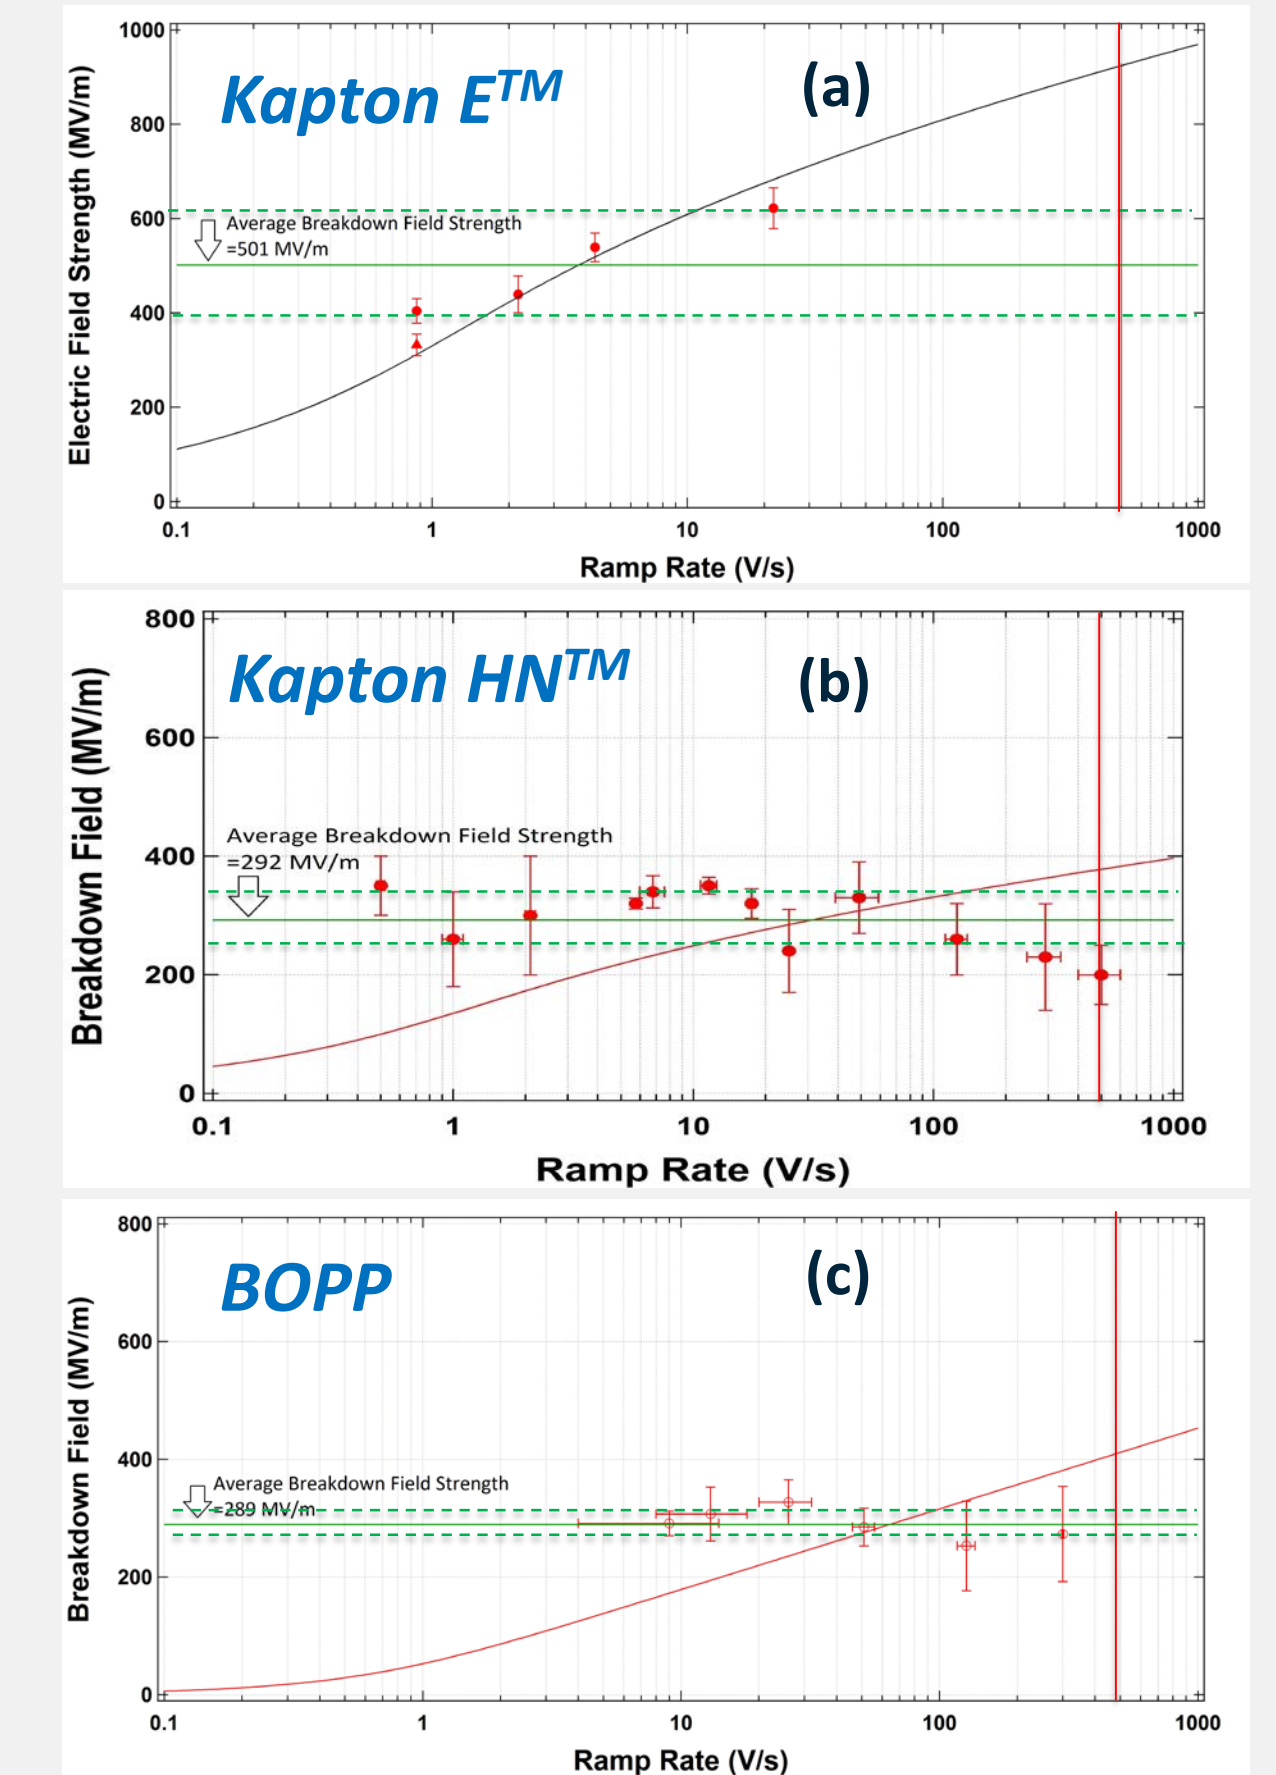 Kapton E™
(a)
Electric Field Strength (MV/m)
1000
800
600
400
200
0
Average Breakdown Field Strength
=501 MV/m
0.1 1 10 100 1000
Ramp Rate (V/s)
Kapton HN™
(b)
Breakdown Field (MV/m)
800
600
400
200
0
Average Breakdown Field Strength
=292 MV/m
0.1 1 10 100 1000
Ramp Rate (V/s)
BOPP
(c)
Breakdown Field (MV/m)
800
600
400
200
0
Average Breakdown Field Strength
=289 MV/m
0.1 1 10 100 1000
Ramp Rate (V/s)